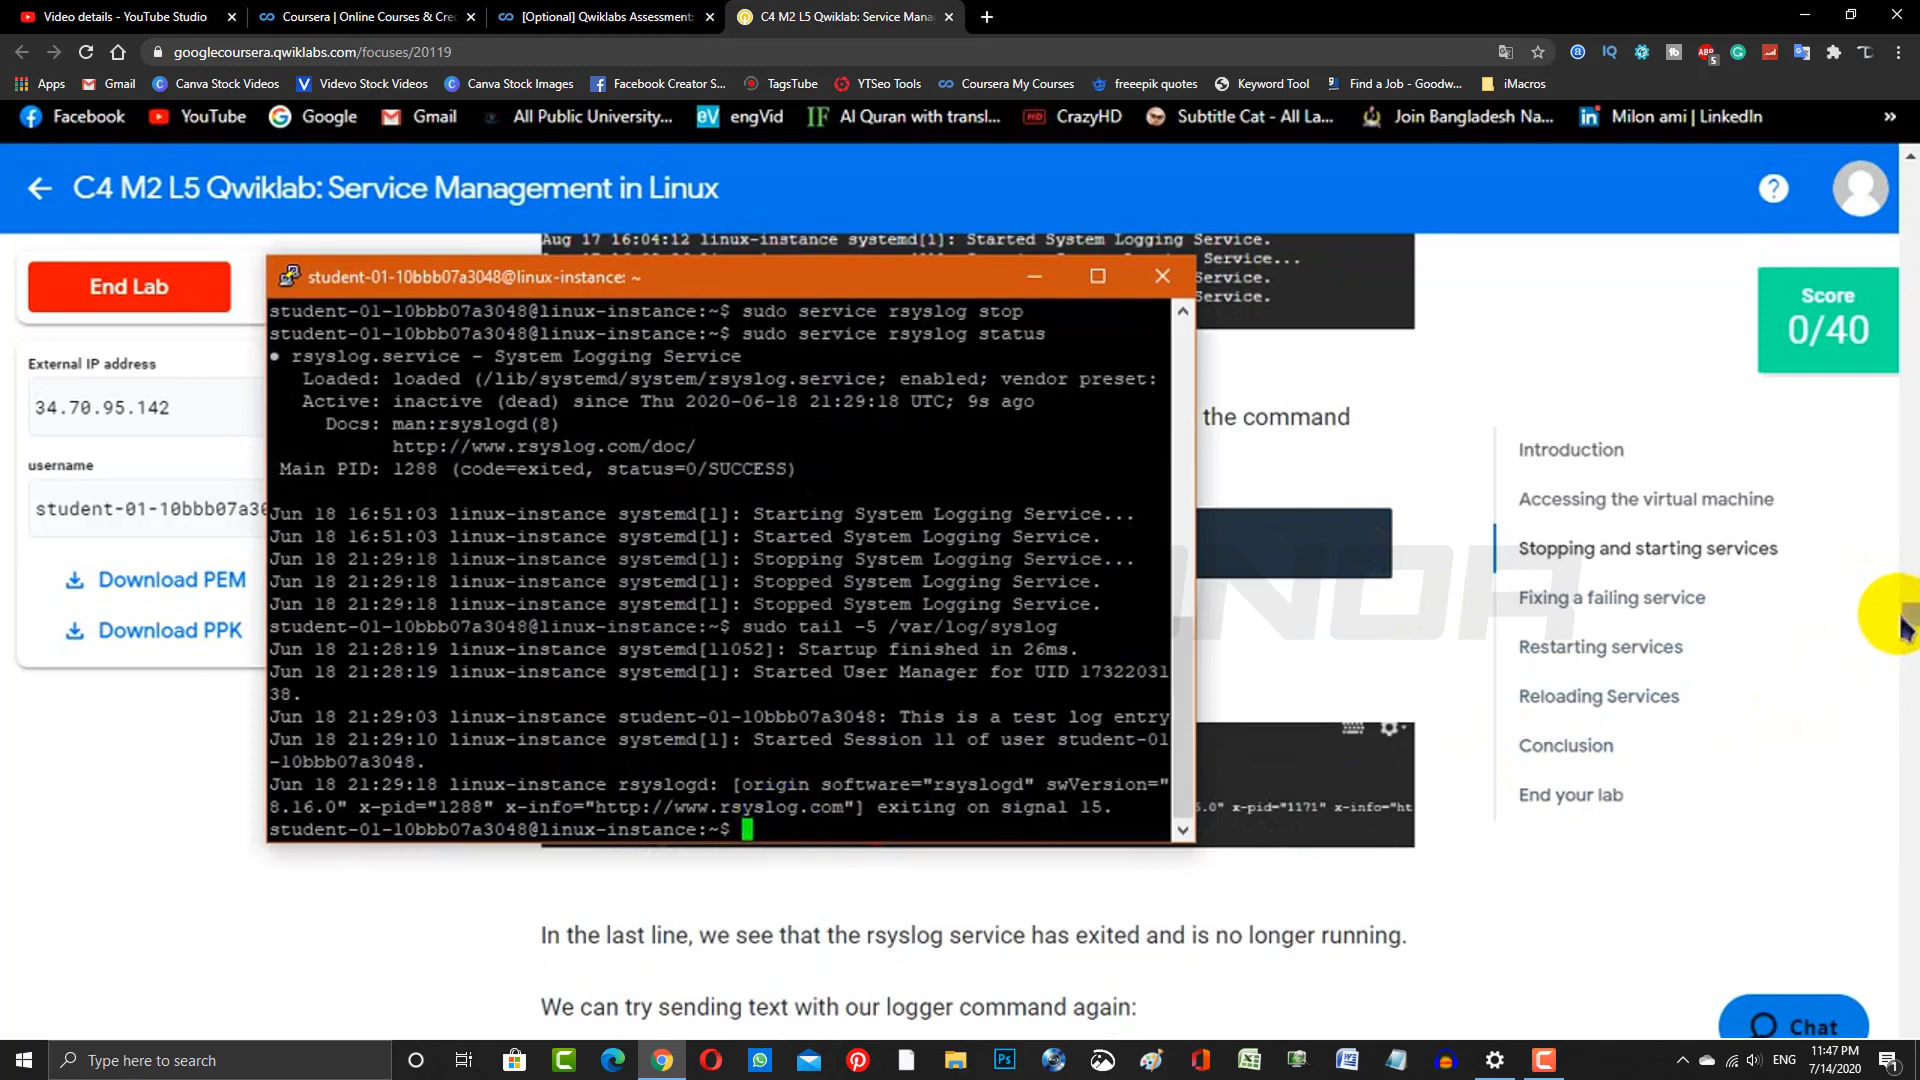 Video details - YouTube Studio
Coursera | Online Courses & Cre
[Optional] Qwiklabs Assessment:
C4 M2 L5 Qwiklab: Service Mana
googlecoursera.qwiklabs.com/focuses/20119
Apps
Gmail
Canva Stock Videos
Videvo Stock Videos
Canva Stock Images
Facebook Creator S...
TagsTube
YTSeo Tools
Coursera My Courses
freeepik quotes
Keyword Tool
Find a Job - Goodw...
iMacros
Facebook
YouTube
Google
Gmail
All Public University...
engVid
Al Quran with transl...
CrazyHD
Subtitle Cat - All La...
Join Bangladesh Na...
Milon ami | LinkedIn
»
C4 M2 L5 Qwiklab: Service Management in Linux
Aug 17 16:04:12 linux-instance systemd[1]: Started System Logging Service.
Service...
Service.
Service.
End Lab
Score
0/40
External IP address
34.70.95.142
username
student-01-10bbb07a30
Download PEM
Download PPK
student-01-10bbb07a3048@linux-instance: ~
student-01-10bbb07a3048@linux-instance:~$ sudo service rsyslog stop
student-01-10bbb07a3048@linux-instance:~$ sudo service rsyslog status
● rsyslog.service - System Logging Service
Loaded: loaded (/lib/systemd/system/rsyslog.service; enabled; vendor preset:
Active: inactive (dead) since Thu 2020-06-18 21:29:18 UTC; 9s ago
Docs: man:rsyslogd(8)
http://www.rsyslog.com/doc/
Main PID: 1288 (code=exited, status=0/SUCCESS)
Jun 18 16:51:03 linux-instance systemd[1]: Starting System Logging Service...
Jun 18 16:51:03 linux-instance systemd[1]: Started System Logging Service.
Jun 18 21:29:18 linux-instance systemd[1]: Stopping System Logging Service...
Jun 18 21:29:18 linux-instance systemd[1]: Stopped System Logging Service.
Jun 18 21:29:18 linux-instance systemd[1]: Stopped System Logging Service.
student-01-10bbb07a3048@linux-instance:~$ sudo tail -5 /var/log/syslog
Jun 18 21:28:19 linux-instance systemd[11052]: Startup finished in 26ms.
Jun 18 21:28:19 linux-instance systemd[1]: Started User Manager for UID 17322031
38.
Jun 18 21:29:03 linux-instance student-01-10bbb07a3048: This is a test log entry
Jun 18 21:29:10 linux-instance systemd[1]: Started Session 11 of user student-01
-10bbb07a3048.
Jun 18 21:29:18 linux-instance rsyslogd: [origin software="rsyslogd" swVersion="
8.16.0" x-pid="1288" x-info="http://www.rsyslog.com"] exiting on signal 15.
student-01-10bbb07a3048@linux-instance:~$
the command
.0" x-pid="1171" x-info="ht
Introduction
Accessing the virtual machine
Stopping and starting services
Fixing a failing service
Restarting services
Reloading Services
Conclusion
End your lab
In the last line, we see that the rsyslog service has exited and is no longer running.
We can try sending text with our logger command again:
Chat
Type here to search
ENG
11:47 PM
7/14/2020